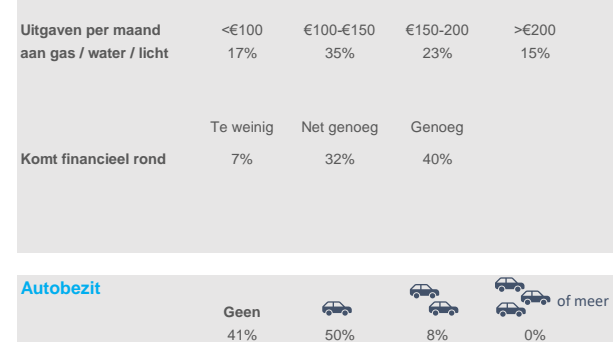 Uitgaven per maand <€100 €100-€150 €150-200 >€200
aan gas / water / licht 17% 35% 23% 15%
Te weinig Net genoeg Genoeg
Komt financieel rond 7% 32% 40%
Autobezit
Geen of meer
41% 50% 8% 0%